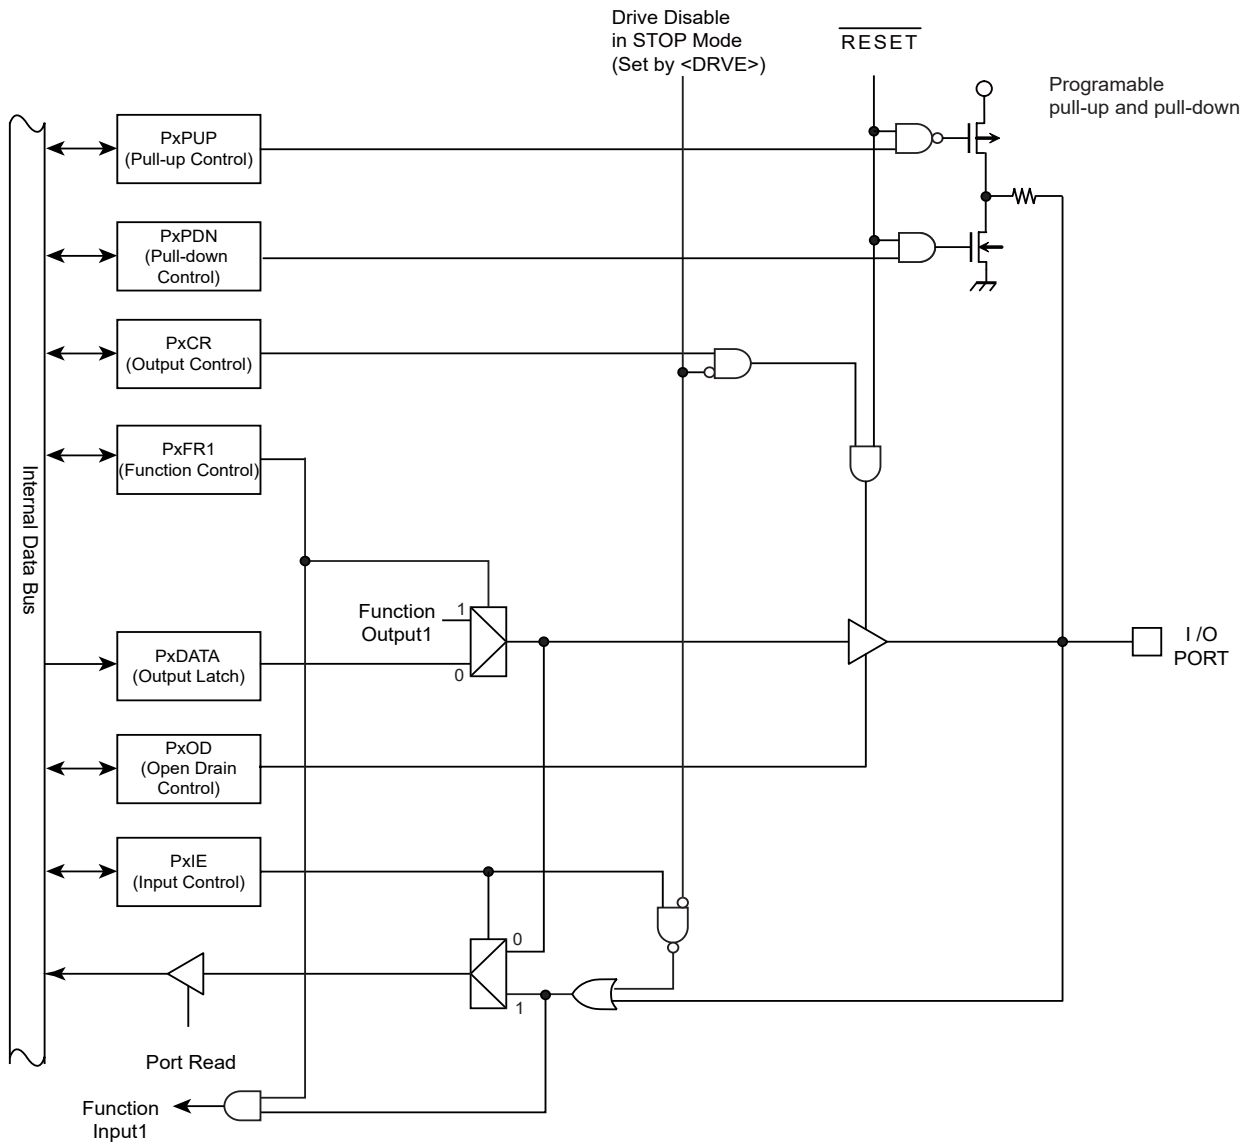 Drive Disable
in STOP Mode
(Set by <DRVE>)
RESET
Programable
pull-up and pull-down
PxPUP
(Pull-up Control)
PxPDN
(Pull-down
Control)
PxCR
(Output Control)
PxFR1
(Function Control)
Internal Data Bus
Function
Output1
1
0
PxDATA
(Output Latch)
I /O
PORT
PxOD
(Open Drain
Control)
PxIE
(Input Control)
0
1
Port Read
Function
Input1